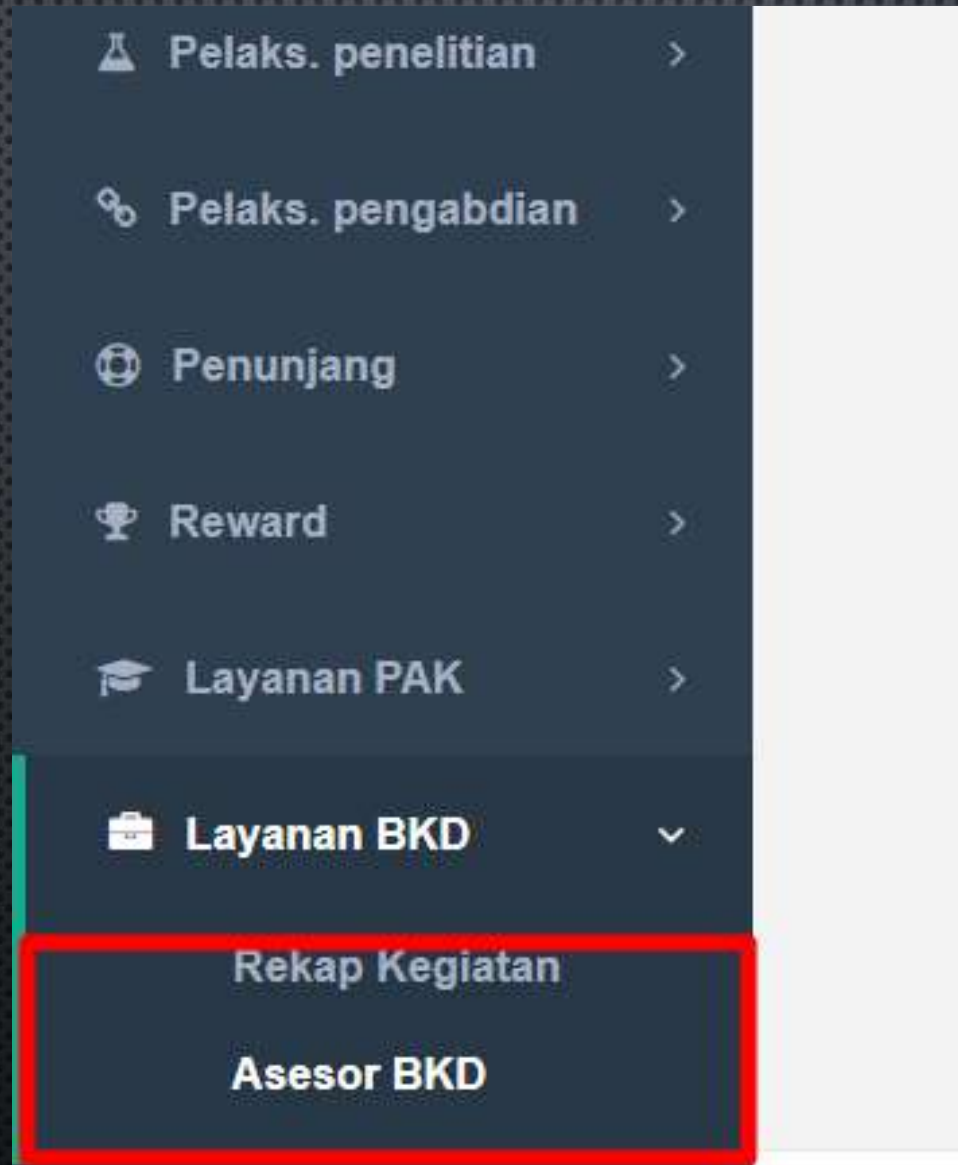 Pelaks. penelitian
Pelaks. pengabdian
Penunjang
Reward
Layanan PAK
Layanan BKD
Rekap Kegiatan
Asesor BKD